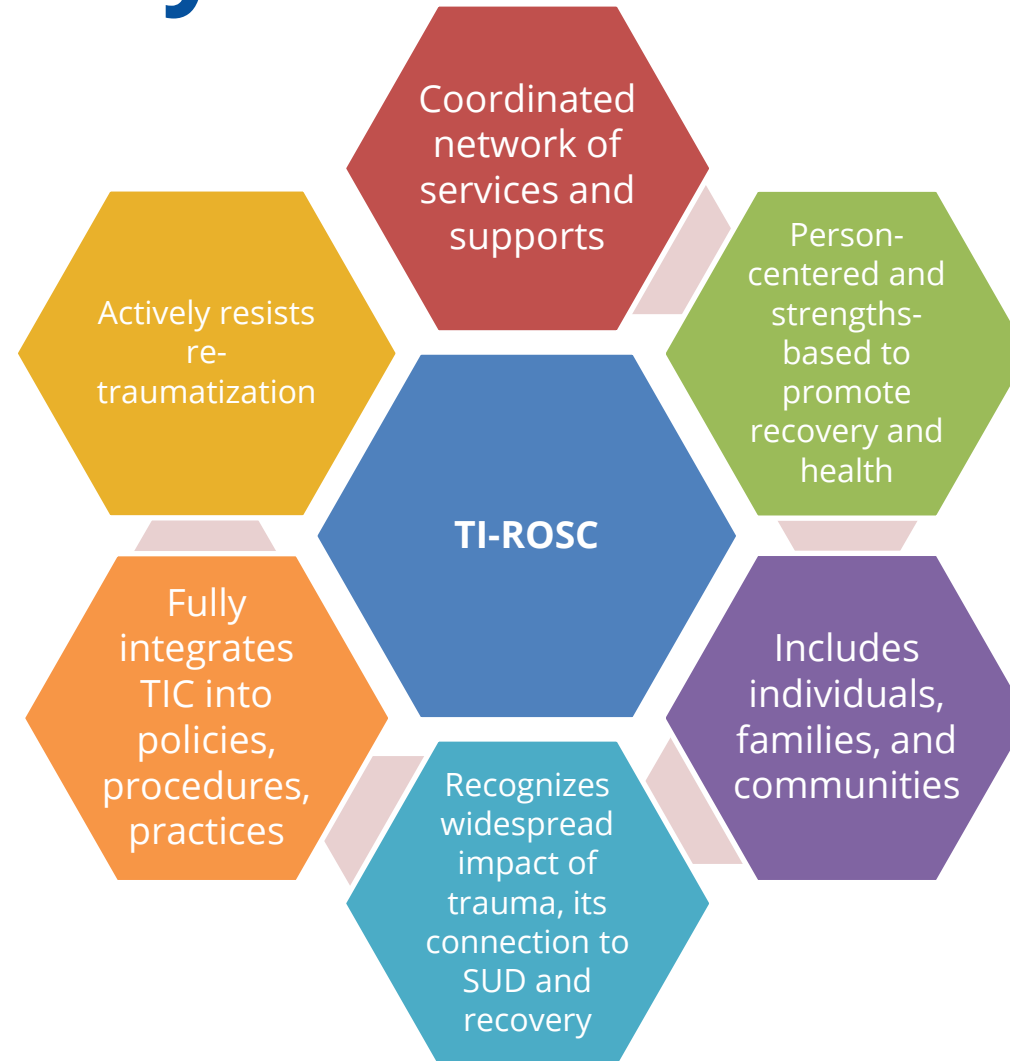 Coordinated
network of
services and
supports
Person-
centered and
strengths-
based to
promote
recovery and
health
Includes
individuals,
families, and
communities
Recognizes
widespread
impact of
trauma, its
connection to
SUD and
recovery
Fully
integrates
TIC into
policies,
procedures,
practices
Actively resists
re-
traumatization
TI-ROSC